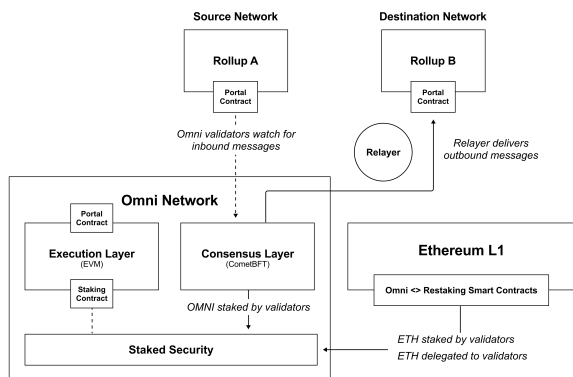 Source Network
Destination Network
Rollup A
Rollup B
Portal
Contract
Portal
Contract
Omni validators watch for
inbound messages
Relayer
Relayer delivers
outbound messages
Omni Network
Portal
Contract
Execution Layer
(EVM)
Staking
Contract
Consensus Layer
(CometBFT)
Ethereum L1
Omni <> Restaking Smart Contracts
OMNI staked by validators
Staked Security
ETH staked by validators
ETH delegated to validators